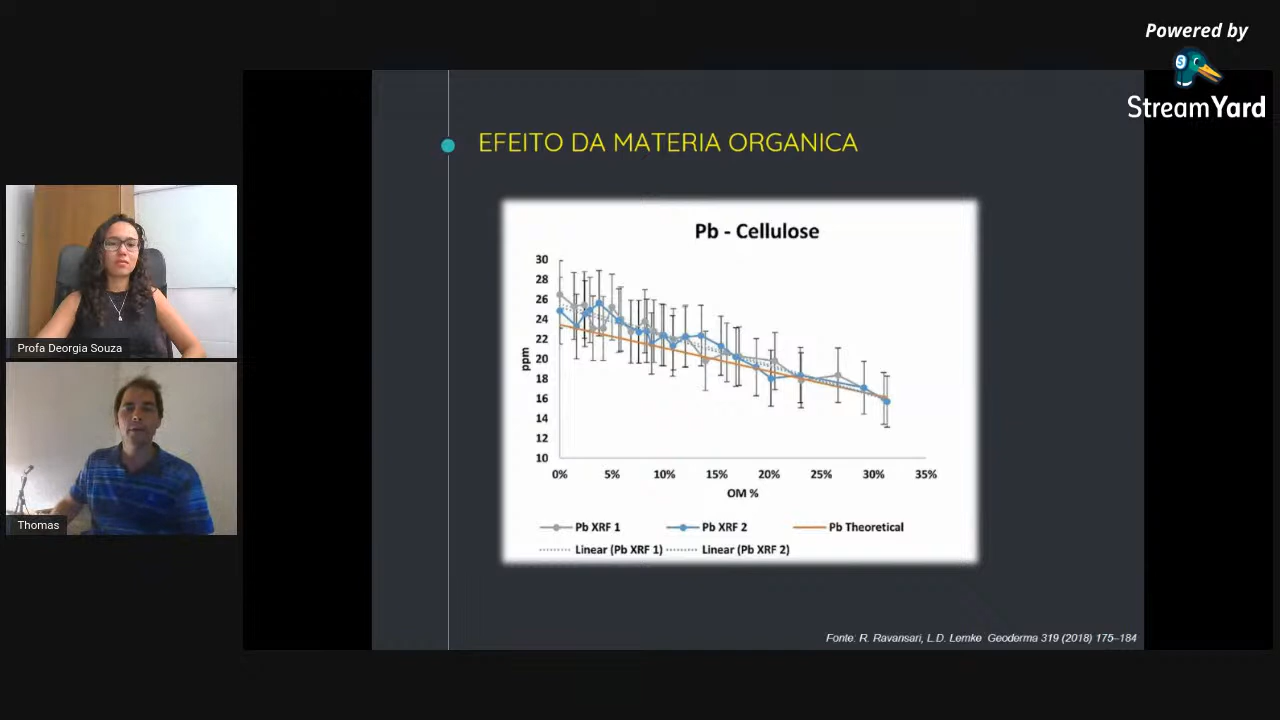 Powered by
StreamYard
EFEITO DA MATERIA ORGANICA
Pb - Cellulose
30
28
26
24
22
20
18
16
14
12
10
ppm
0% 5% 10% 15% 20% 25% 30% 35%
OM %
Pb XRF 1 Pb XRF 2 Pb Theoretical
Linear (Pb XRF 1) Linear (Pb XRF 2)
Fonte: R. Ravansari, L.D. Lemke Geoderma 319 (2018) 175–184
Profa Deorgia Souza
Thomas